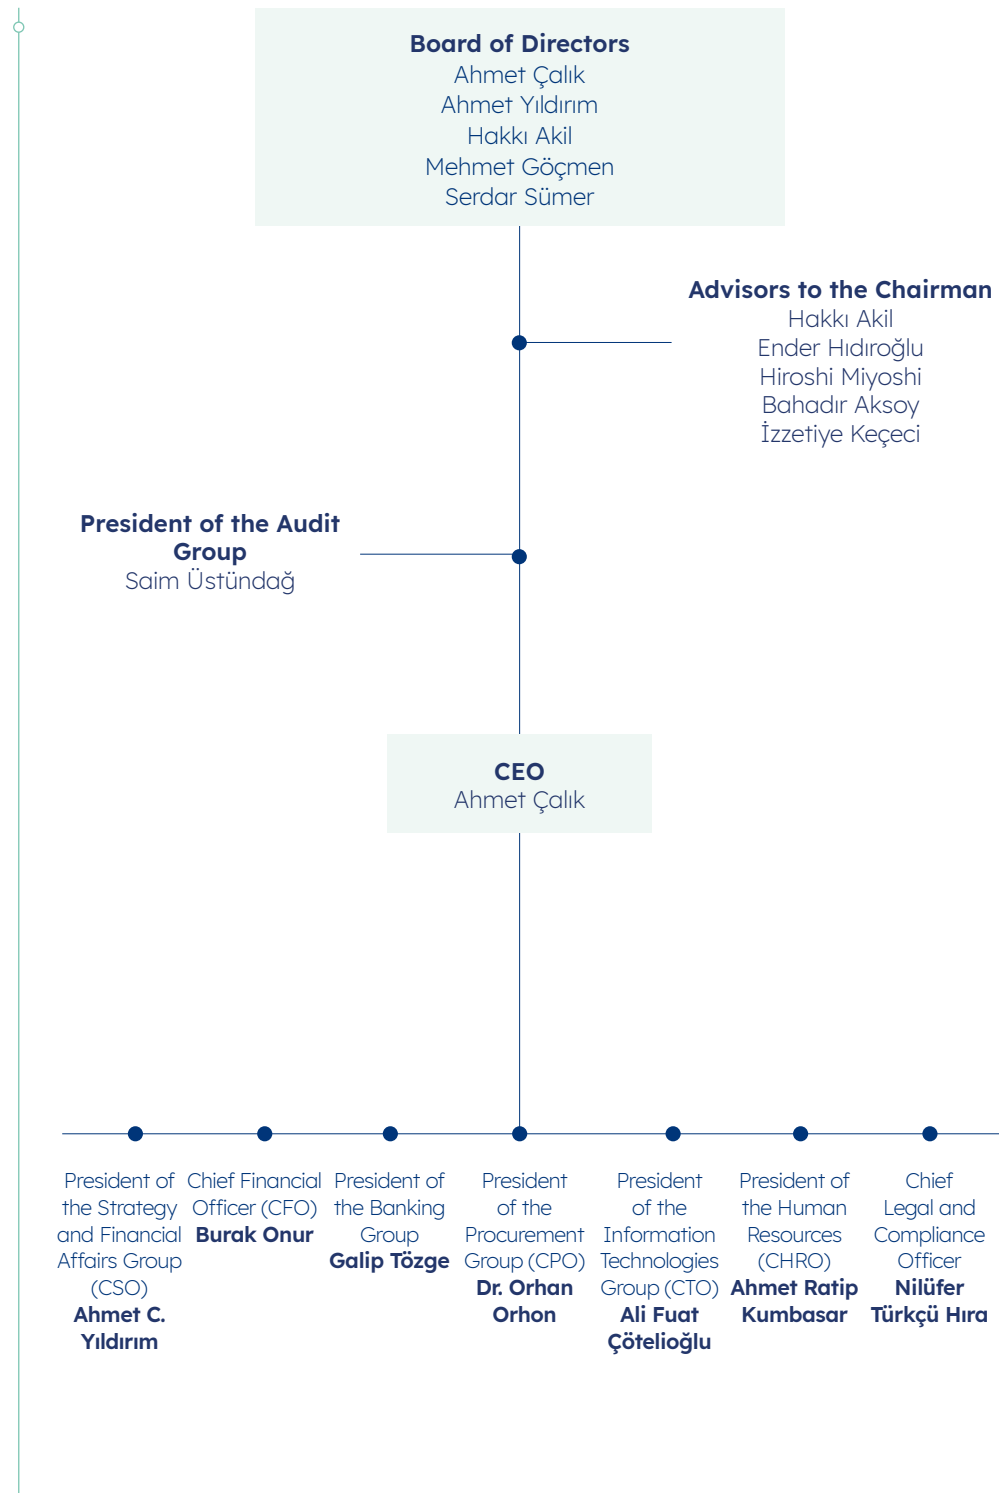 Board of Directors
Ahmet Çalık
Ahmet Yıldırım
Hakkı Akil
Mehmet Göçmen
Serdar Sümer
Advisors to the Chairman
Hakkı Akil
Ender Hıdıroğlu
Hiroshi Miyoshi
Bahadır Aksoy
İzzetiye Keçeci
President of the Audit
Group
Saim Üstündağ
CEO
Ahmet Çalık
President of
the Strategy
and Financial
Affairs Group
(CSO)
Ahmet C.
Yıldırım
Chief Financial
Officer (CFO)
Burak Onur
President of
the Banking
Group
Galip Tözge
President
of the
Procurement
Group (CPO)
Dr. Orhan
Orhon
President
of the
Information
Technologies
Group (CTO)
Ali Fuat
Çötelioğlu
President of
the Human
Resources
(CHRO)
Ahmet Ratip
Kumbasar
Chief
Legal and
Compliance
Officer
Nilüfer
Türkçü Hıra